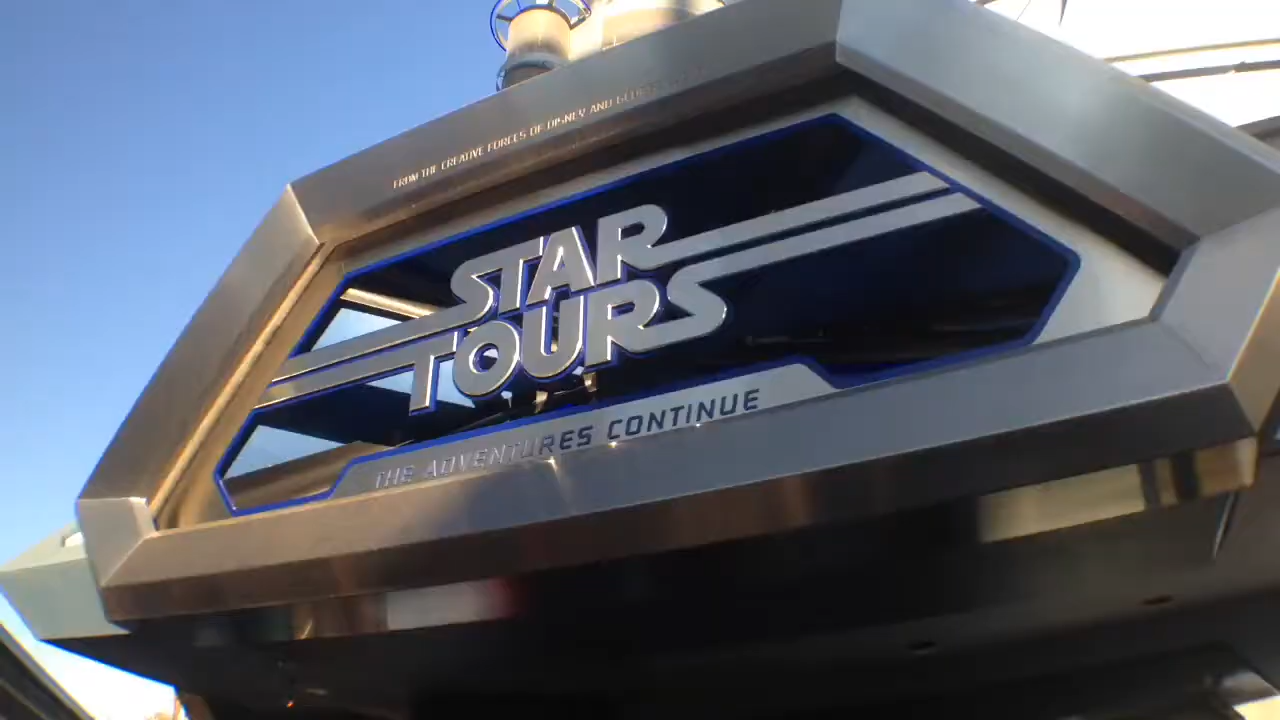 FROM THE CREATIVE FORCES OF DISNEY AND
STAR
TOURS
THE ADVENTURES CONTINUE